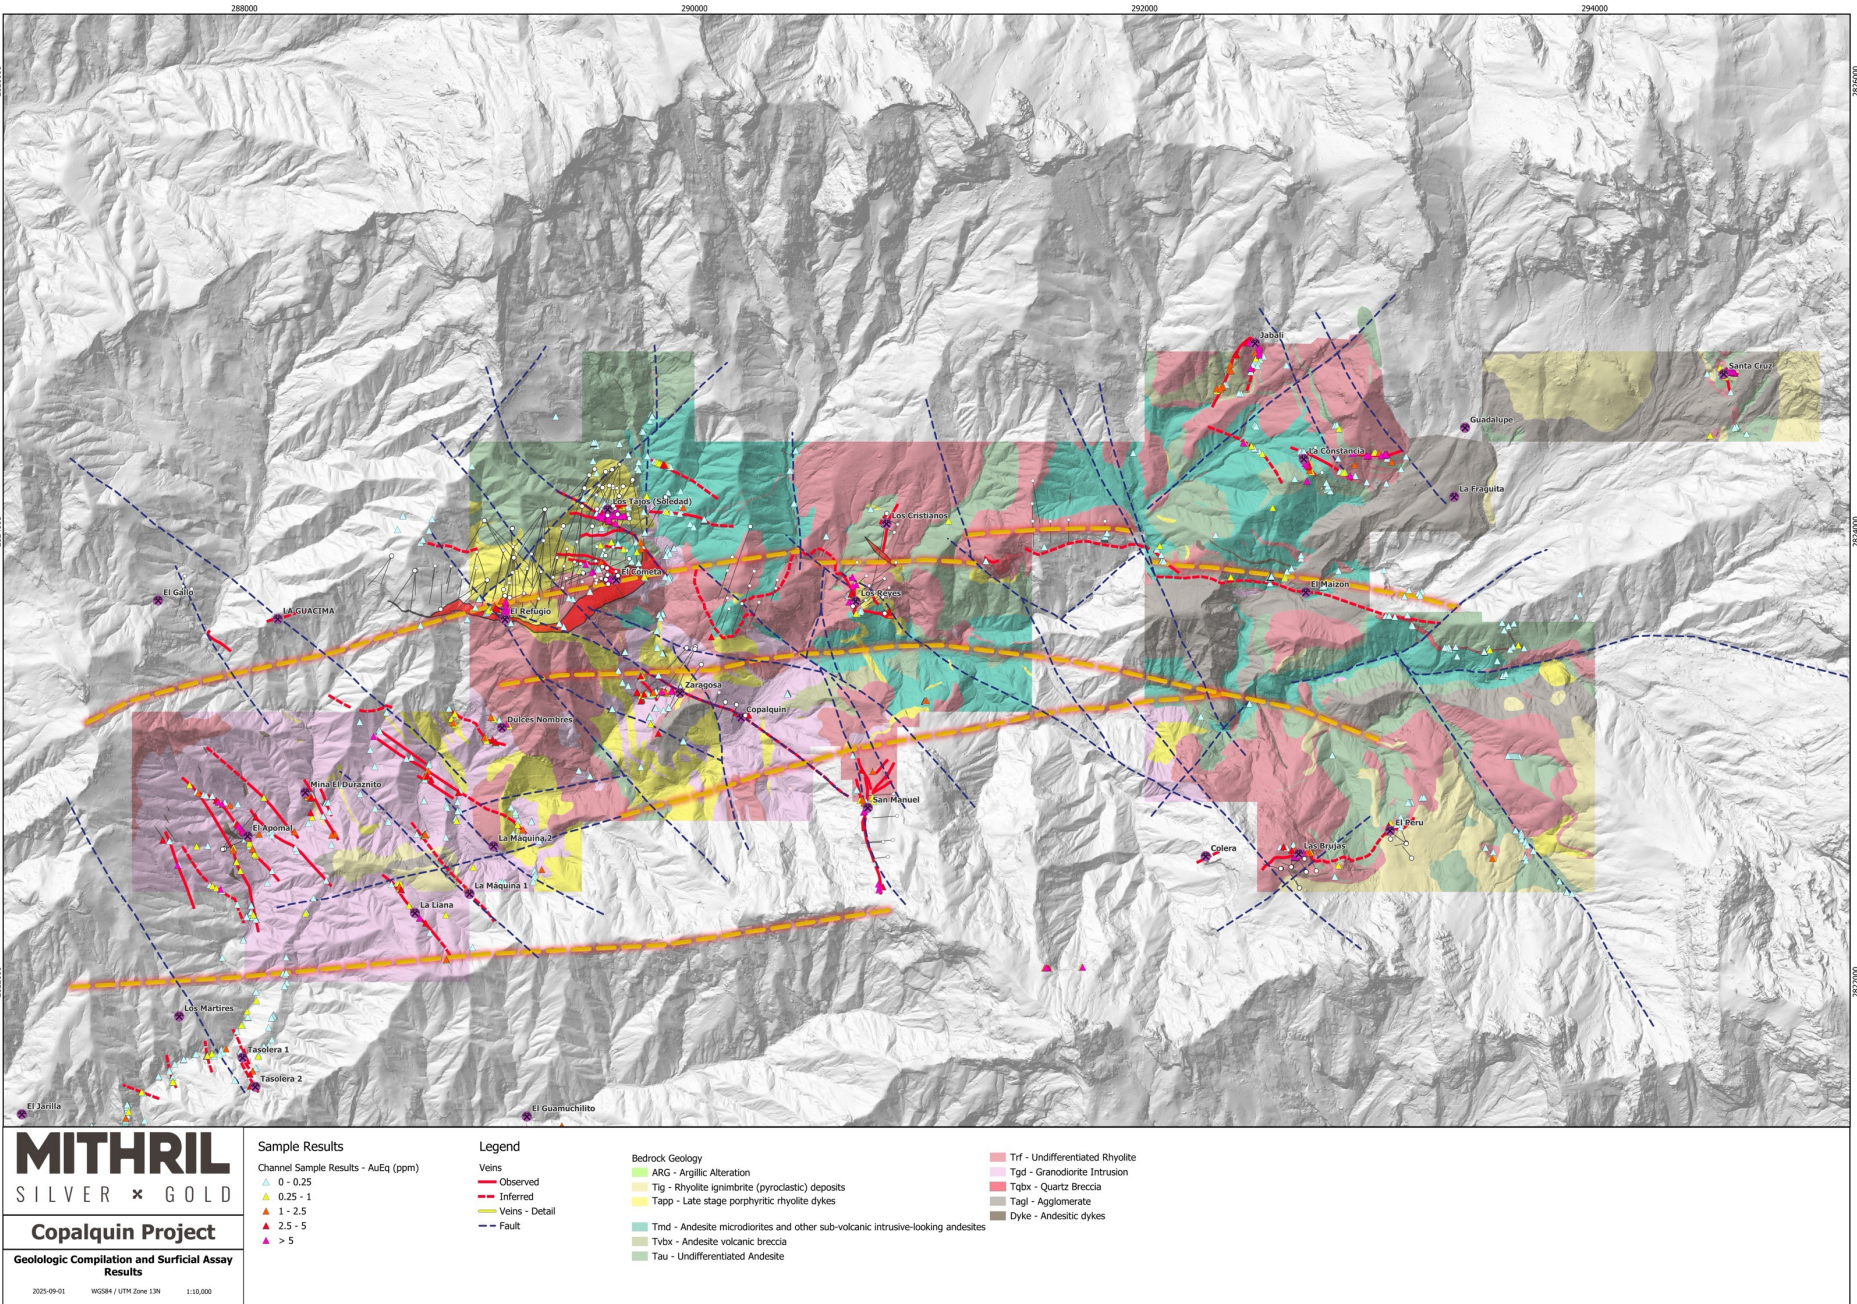 288000
290000
292000
294000
2826000
Jabali
Santa Cruz
Guadalupe
La Constancia
La Fraguita
Los Tajos (Soledad)
Los Cristianos
2824000
El Cometa
El Maizon
El Gallo
LA GUACIMA
El Refugio
Los Reyes
Zaragosa
Copalquin
Dulces Nombres
Mina El Duraznito
San Manuel
El Apomal
La Maquina 2
El Peru
Las Brujas
Colera
La Maquina 1
La Liana
2822000
Los Martires
Tasolera 1
Tasolera 2
El Jarilla
El Guamuchilito
MITHRIL
SILVER GOLD
Copalquin Project
Geolologic Compilation and Surficial Assay
Results
2025-09-01 WGS84 / UTM Zone 13N 1:10,000
Sample Results
Channel Sample Results - AuEq (ppm)
0 - 0.25
0.25 - 1
1 - 2.5
2.5 - 5
> 5
Legend
Veins
Observed
Inferred
Veins - Detail
Fault
Bedrock Geology
ARG - Argillic Alteration
Tig - Rhyolite ignimbrite (pyroclastic) deposits
Tapp - Late stage porphyritic rhyolite dykes
Tmd - Andesite microdiorites and other sub-volcanic intrusive-looking andesites
Tvbx - Andesite volcanic breccia
Tau - Undifferentiated Andesite
Trf - Undifferentiated Rhyolite
Tgd - Granodiorite Intrusion
Tqbx - Quartz Breccia
Tagl - Agglomerate
Dyke - Andesitic dykes